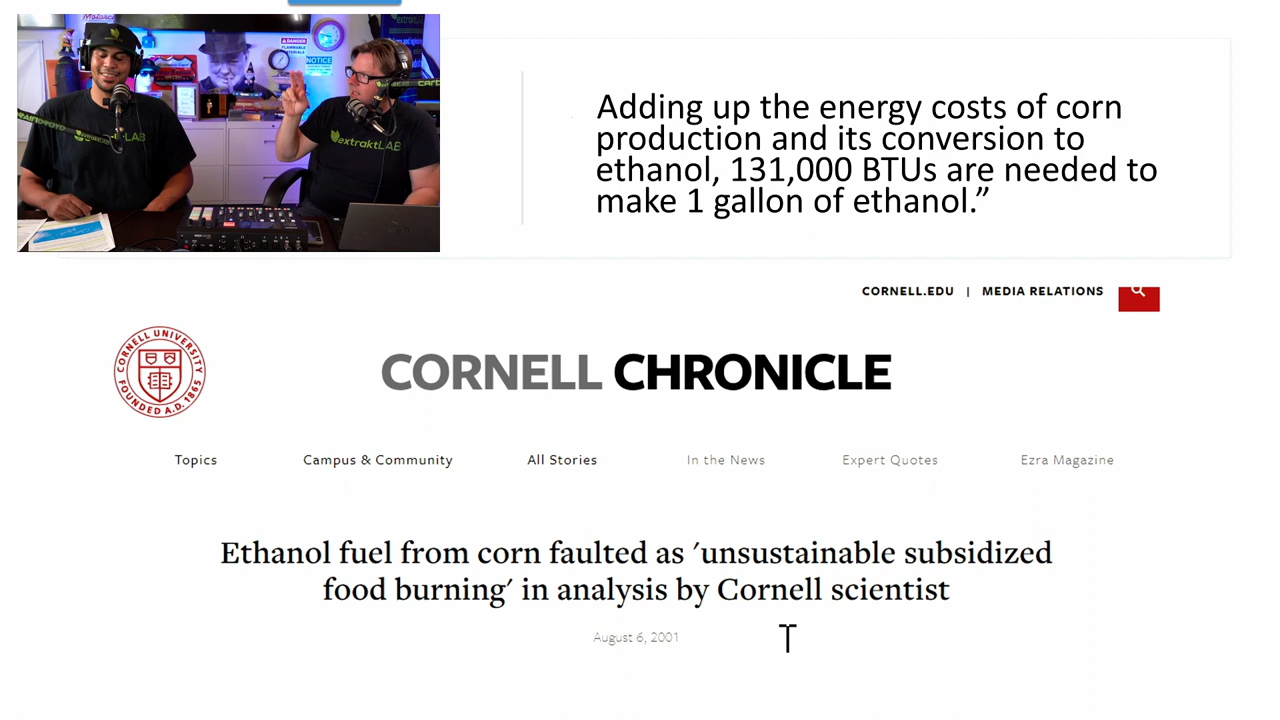 DANGER
NOTICE
extraktLAB
Adding up the energy costs of corn
production and its conversion to
ethanol, 131,000 BTUs are needed to
make 1 gallon of ethanol.”
CORNELL.EDU | MEDIA RELATIONS
CORNELL UNIVERSITY
FOUNDED A.D. 1865
CORNELL CHRONICLE
Topics Campus & Community All Stories In the News Expert Quotes Ezra Magazine
Ethanol fuel from corn faulted as ‘unsustainable subsidized
food burning’ in analysis by Cornell scientist
August 6, 2001